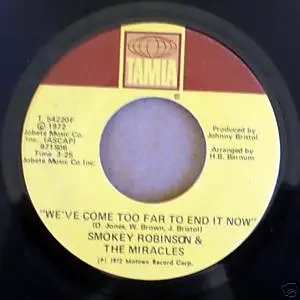 TAMLA
T 54220F
℗ 1972
Jobete Music Co.
Inc. (ASCAP)
871S06
Time 3:25
Jobete Music Co. Inc.
Produced by
Johnny Bristol
Arranged by
H.B. Barnum
"WE'VE COME TOO FAR TO END IT NOW"
(D. Jones, W. Brown, J. Bristol)
SMOKEY ROBINSON &
THE MIRACLES
(P) 1972 Motown Record Corp.